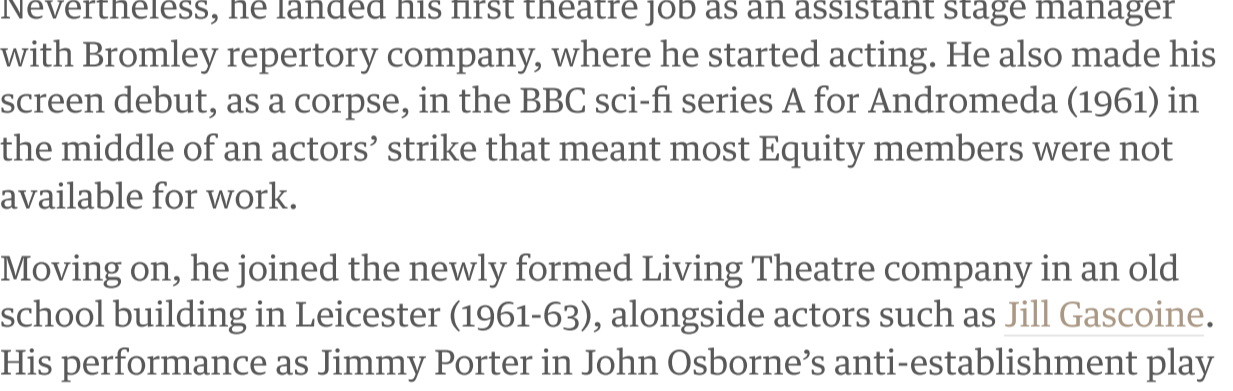 Nevertheless, he landed his first theatre job as an assistant stage manager
with Bromley repertory company, where he started acting. He also made his
screen debut, as a corpse, in the BBC sci-fi series A for Andromeda (1961) in
the middle of an actors’ strike that meant most Equity members were not
available for work.
Moving on, he joined the newly formed Living Theatre company in an old
school building in Leicester (1961-63), alongside actors such as Jill Gascoine.
His performance as Jimmy Porter in John Osborne’s anti-establishment play